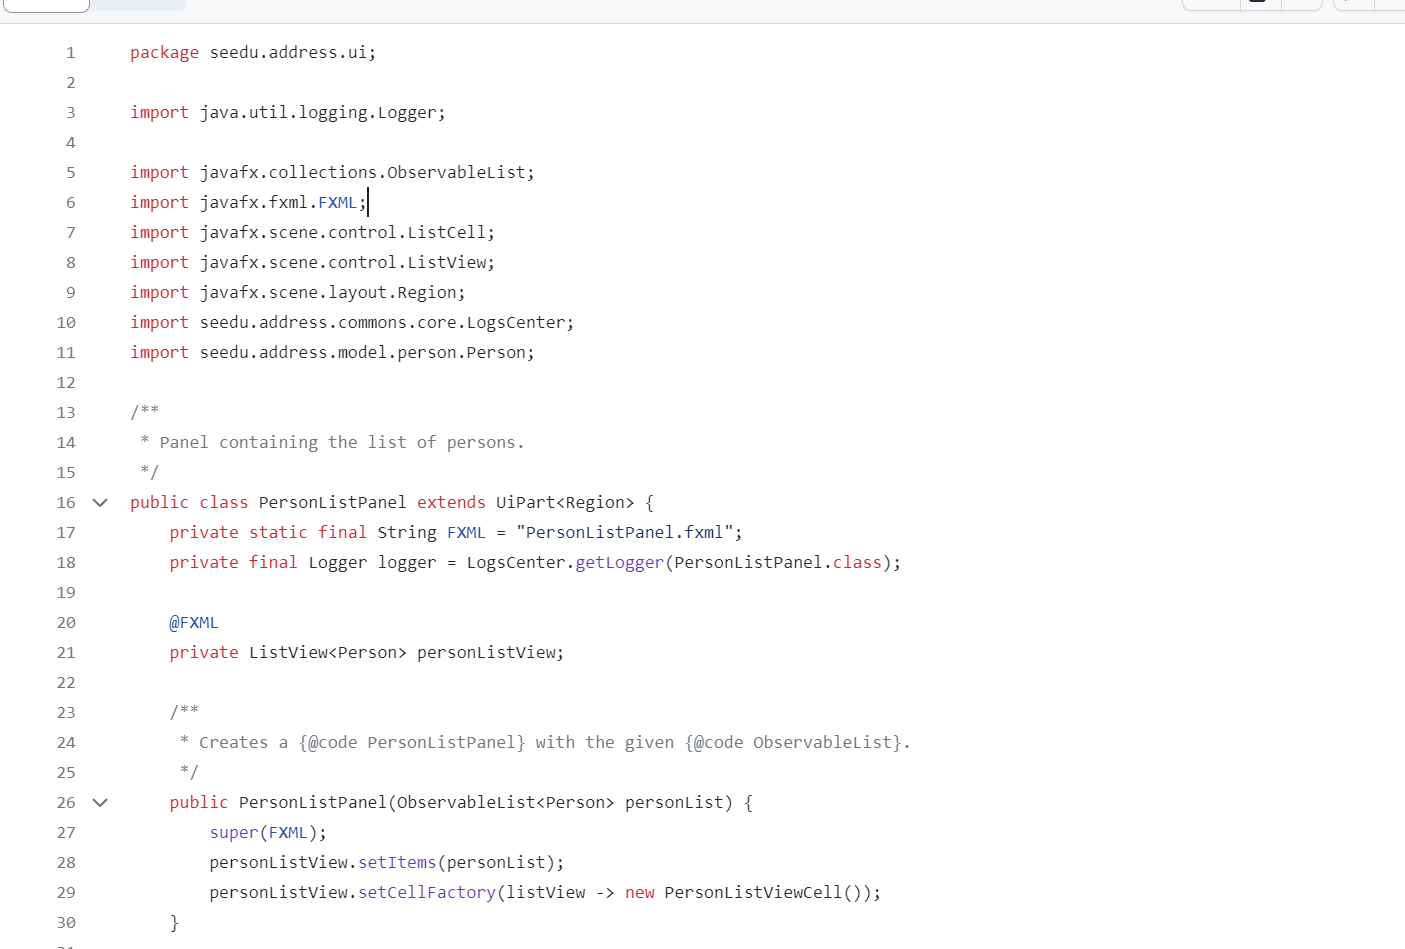 1 package seedu.address.ui;
2
3 import java.util.logging.Logger;
4
5 import javafx.collections.ObservableList;
6 import javafx.fxml.FXML;
7 import javafx.scene.control.ListCell;
8 import javafx.scene.control.ListView;
9 import javafx.scene.layout.Region;
10 import seedu.address.commons.core.LogsCenter;
11 import seedu.address.model.person.Person;
12
13 /**
14  * Panel containing the list of persons.
15  */
16 public class PersonListPanel extends UiPart<Region> {
17     private static final String FXML = "PersonListPanel.fxml";
18     private final Logger logger = LogsCenter.getLogger(PersonListPanel.class);
19
20     @FXML
21     private ListView<Person> personListView;
22
23     /**
24      * Creates a {@code PersonListPanel} with the given {@code ObservableList}.
25      */
26     public PersonListPanel(ObservableList<Person> personList) {
27         super(FXML);
28         personListView.setItems(personList);
29         personListView.setCellFactory(listView -> new PersonListViewCell());
30     }